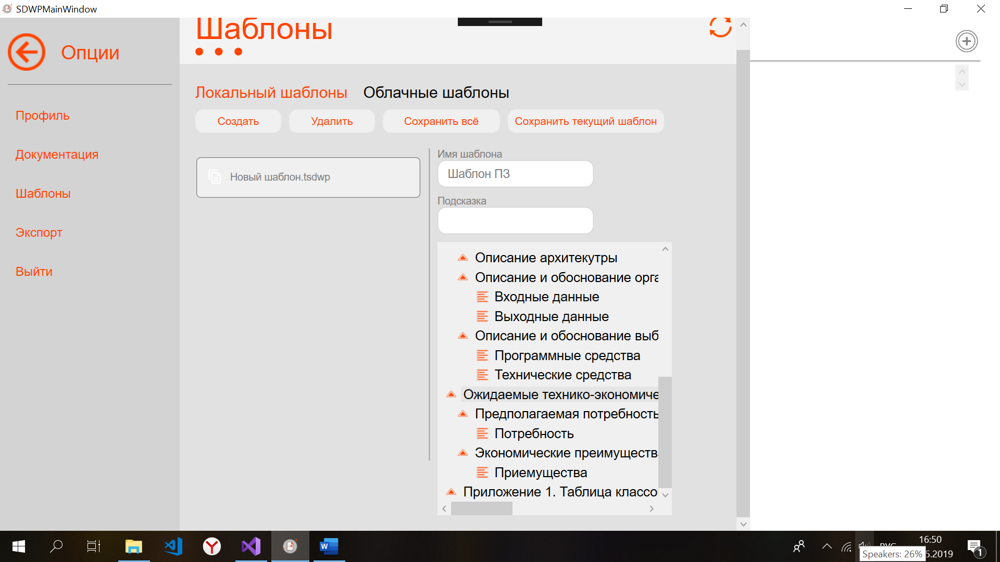 SDWPMainWindow
Опции
Профиль
Документация
Шаблоны
Экспорт
Выйти
Шаблоны
Локальный шаблоны Облачные шаблоны
Создать Удалить Сохранить всё Сохранить текущий шаблон
Новый шаблон.tsdwp
Имя шаблона
Шаблон ПЗ
Подсказка
Описание архитекутры
Описание и обоснование орга
Входные данные
Выходные данные
Описание и обоснование выб
Программные средства
Технические средства
Ожидаемые технико-экономиче
Предполагаемая потребность
Потребность
Экономические преимуществ
Приемущества
Приложение 1. Таблица классо
16:50
5.2019
1
Speakers: 26%